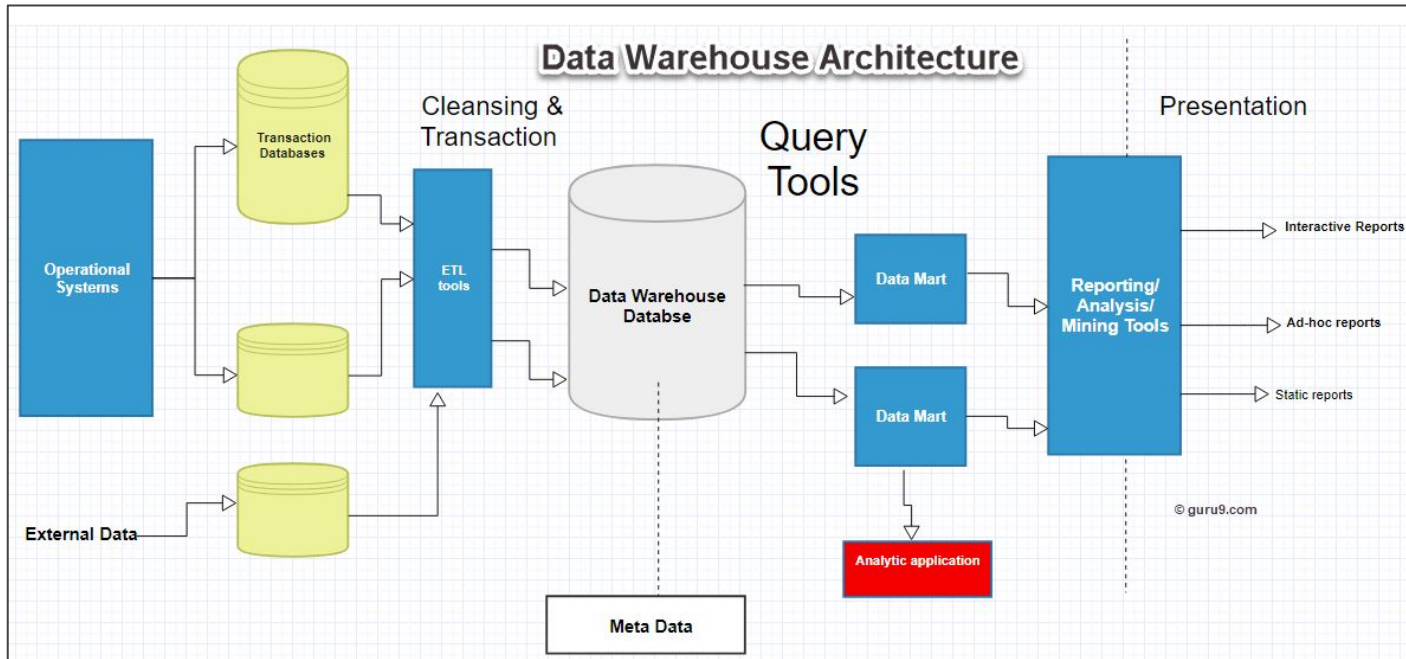 Data Warehouse Architecture
Cleansing &
Transaction
Query
Tools
Presentation
Transaction
Databases
Operational
Systems
ETL
tools
Data Warehouse
Databse
Data Mart
Data Mart
Reporting/
Analysis/
Mining Tools
Interactive Reports
Ad-hoc reports
Static reports
External Data
Analytic application
Meta Data
© guru9.com